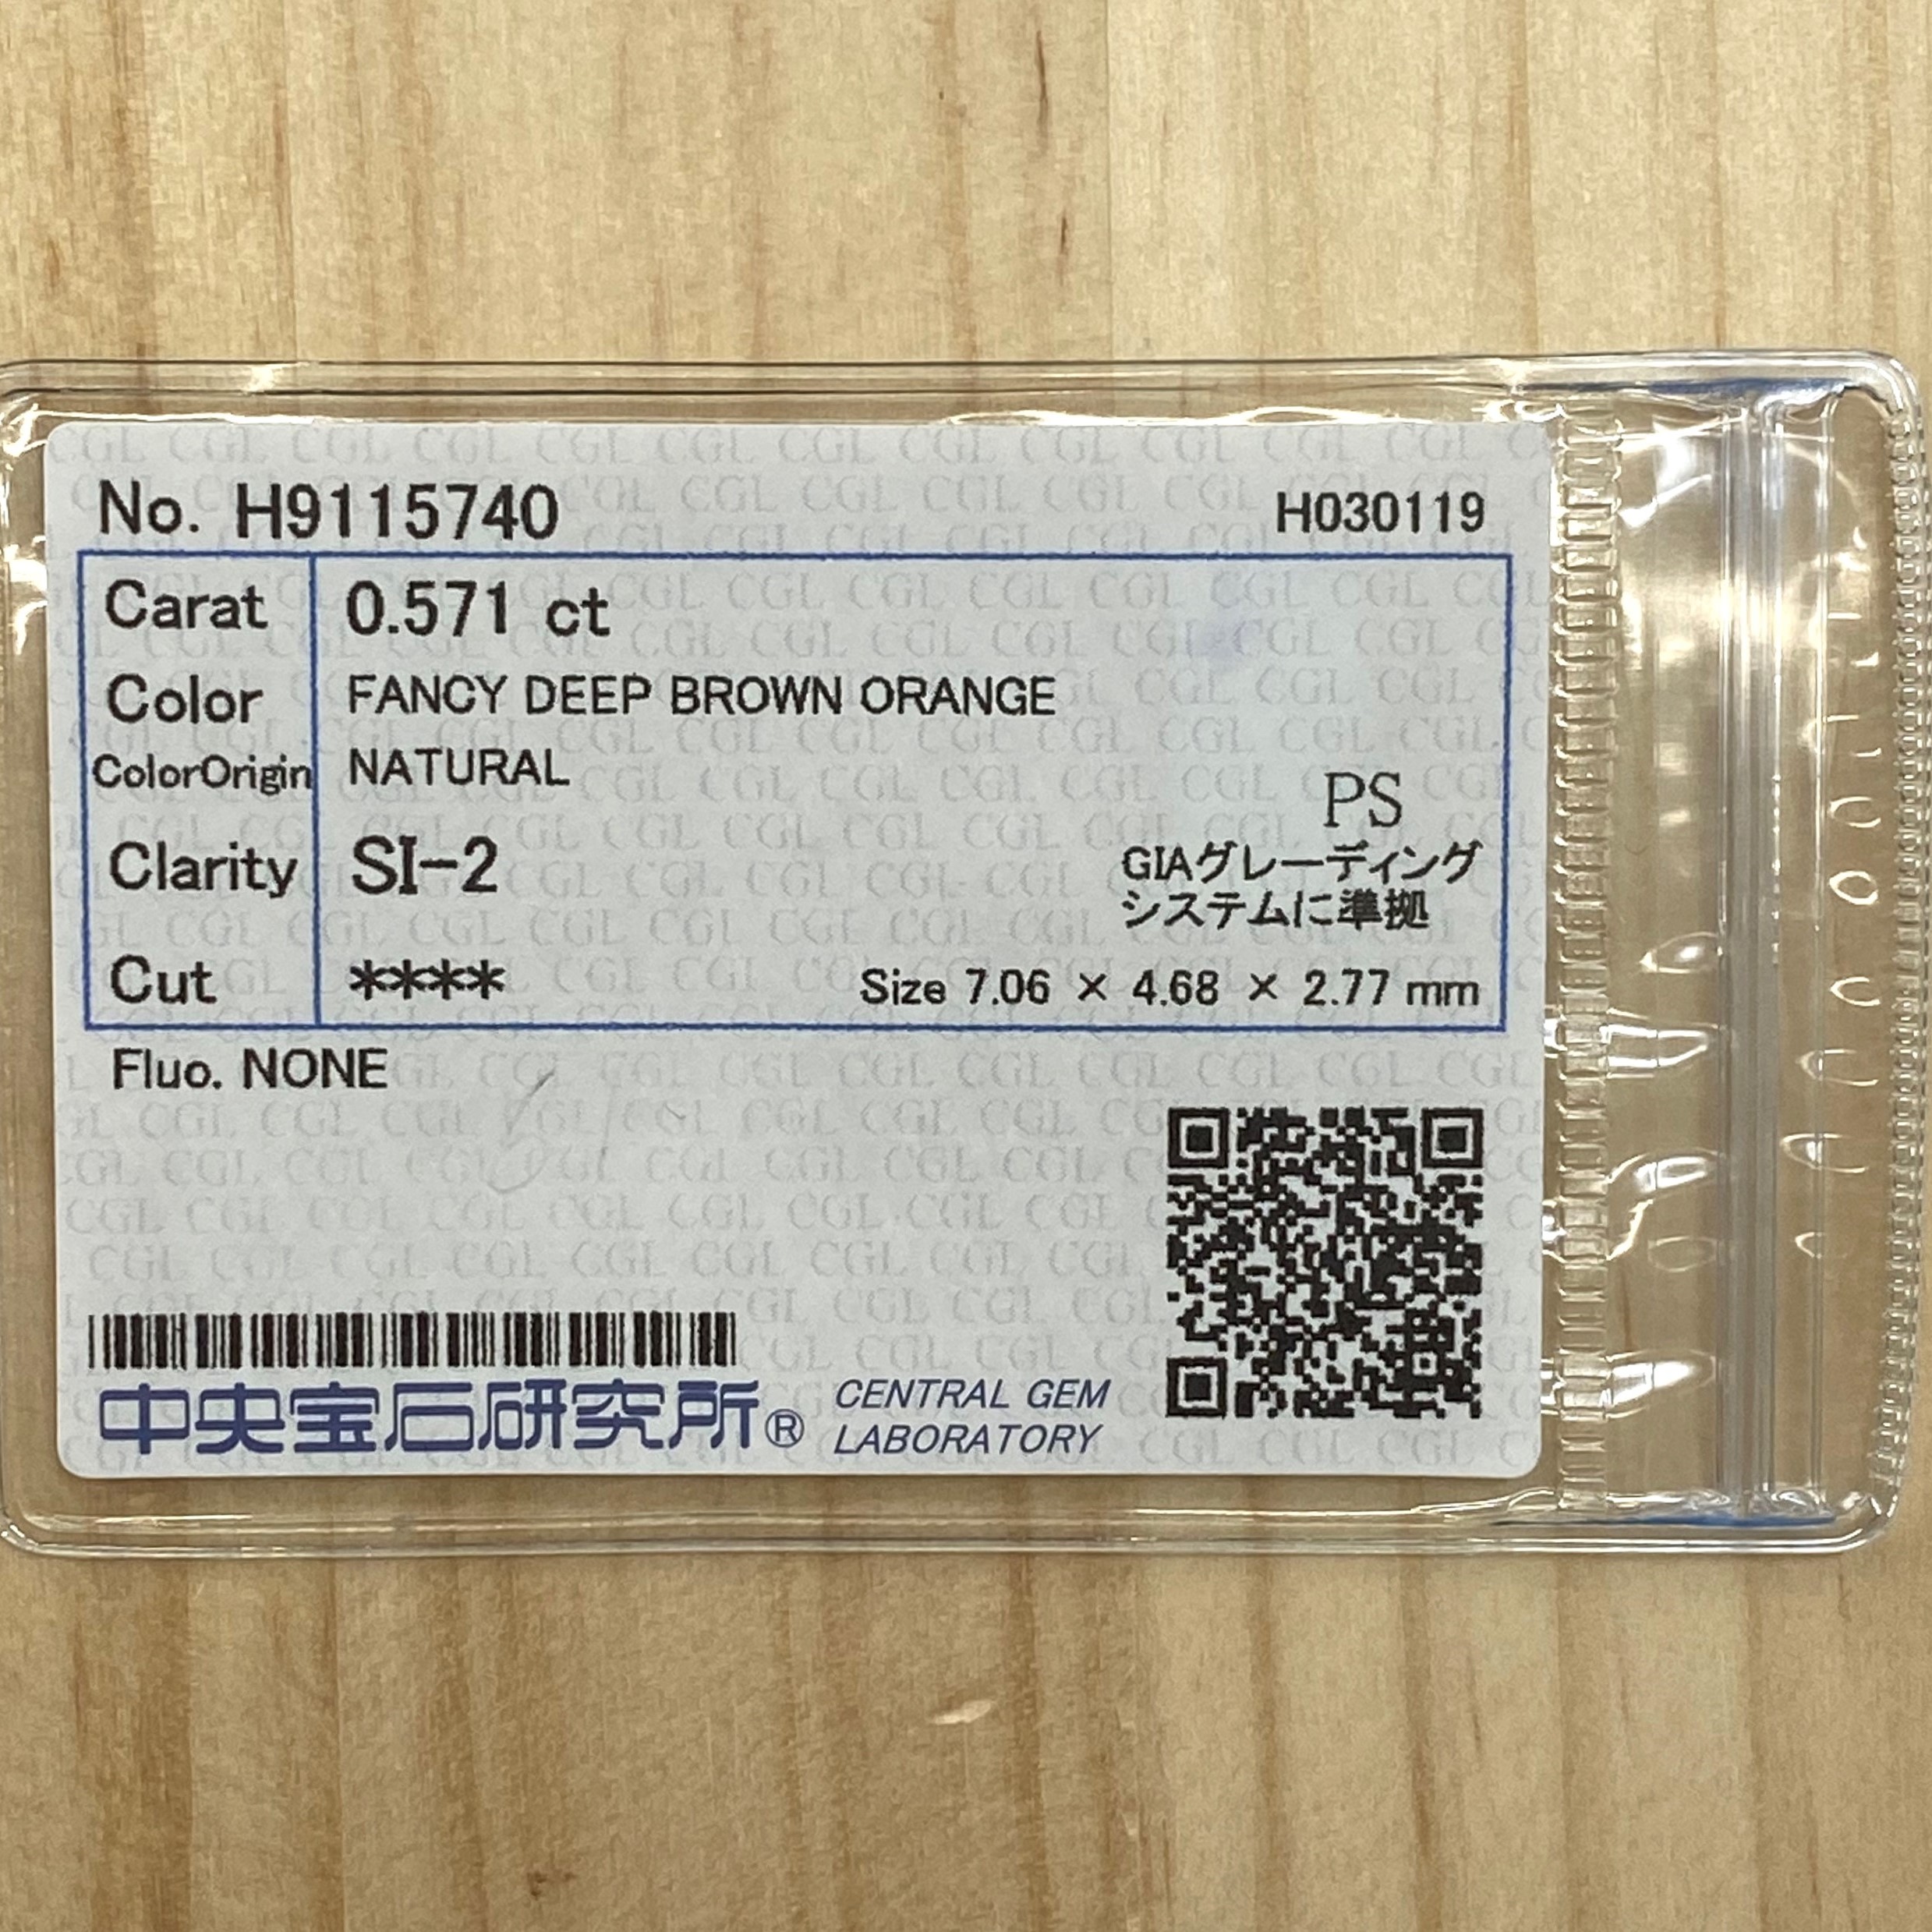 No. H9115740 H030119
Carat 0.571 ct
Color FANCY DEEP BROWN ORANGE
ColorOrigin NATURAL
PS
Clarity SI-2 GIAグレーディング
システムに準拠
Cut **** Size 7.06 × 4.68 × 2.77 mm
Fluo. NONE
中央宝石研究所® CENTRAL GEM
LABORATORY